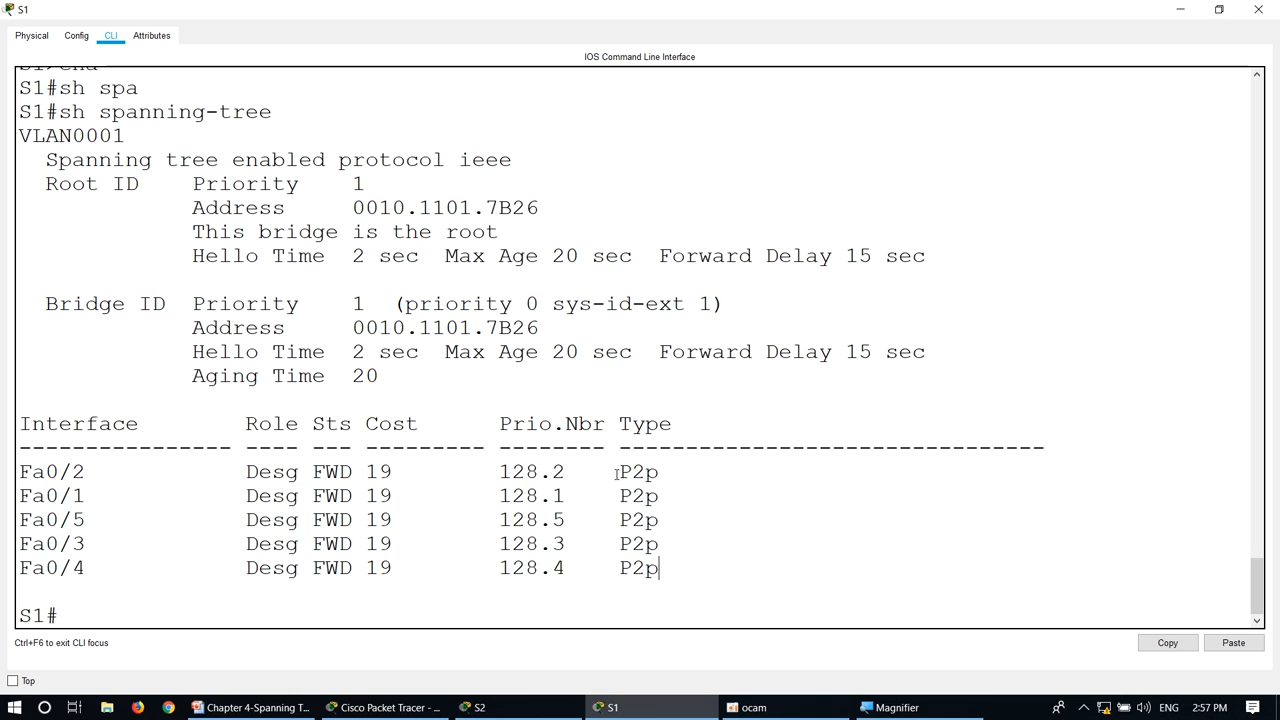 S1
Physical Config CLI Attributes
IOS Command Line Interface
S1#sh spa
S1#sh spanning-tree
VLAN0001
Spanning tree enabled protocol ieee
Root ID Priority 1
Address 0010.1101.7B26
This bridge is the root
Hello Time 2 sec Max Age 20 sec Forward Delay 15 sec
Bridge ID Priority 1 (priority 0 sys-id-ext 1)
Address 0010.1101.7B26
Hello Time 2 sec Max Age 20 sec Forward Delay 15 sec
Aging Time 20
Interface Role Sts Cost Prio.Nbr Type
---------------- ---- --- --------- -------- --------------------------------
Fa0/2 Desg FWD 19 128.2 P2p
Fa0/1 Desg FWD 19 128.1 P2p
Fa0/5 Desg FWD 19 128.5 P2p
Fa0/3 Desg FWD 19 128.3 P2p
Fa0/4 Desg FWD 19 128.4 P2p
S1#
Ctrl+F6 to exit CLI focus
Copy Paste
Top
Chapter 4-Spanning T... Cisco Packet Tracer - ... S2 S1 ocam Magnifier 2:57 PM